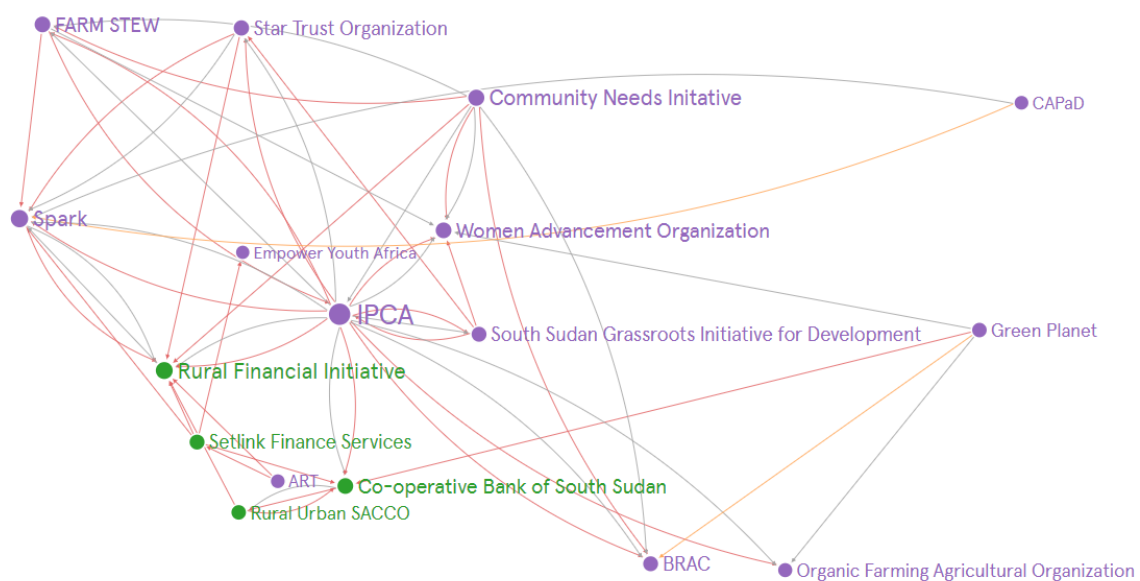 FARM STEW
Star Trust Organization
Community Needs Initative
CAPaD
Spark
Women Advancement Organization
Empower Youth Africa
IPCA
South Sudan Grassroots Initiative for Development
Green Planet
Rural Financial Initiative
Setlink Finance Services
ART
Co-operative Bank of South Sudan
Rural Urban SACCO
BRAC
Organic Farming Agricultural Organization